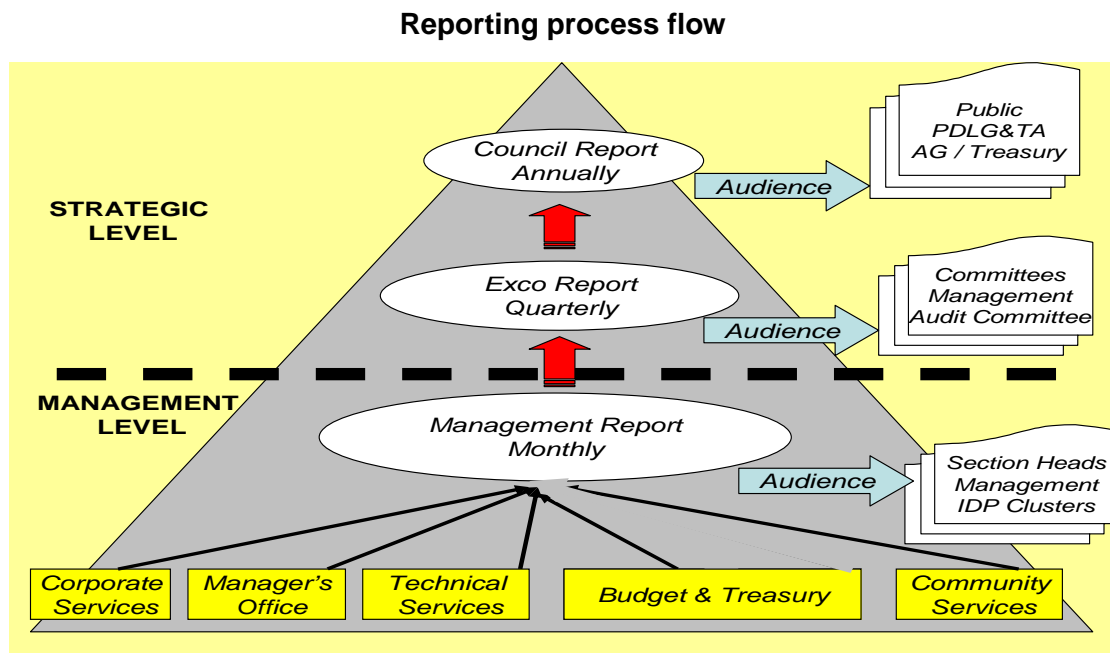 Reporting process flow
Council Report
Annually
Audience
Public
PDLG&TA
AG / Treasury
STRATEGIC
LEVEL
Exco Report
Quarterly
Audience
Committees
Management
Audit Committee
MANAGEMENT
LEVEL
Management Report
Monthly
Audience
Section Heads
Management
IDP Clusters
Corporate
Services
Manager's
Office
Technical
Services
Budget & Treasury
Community
Services